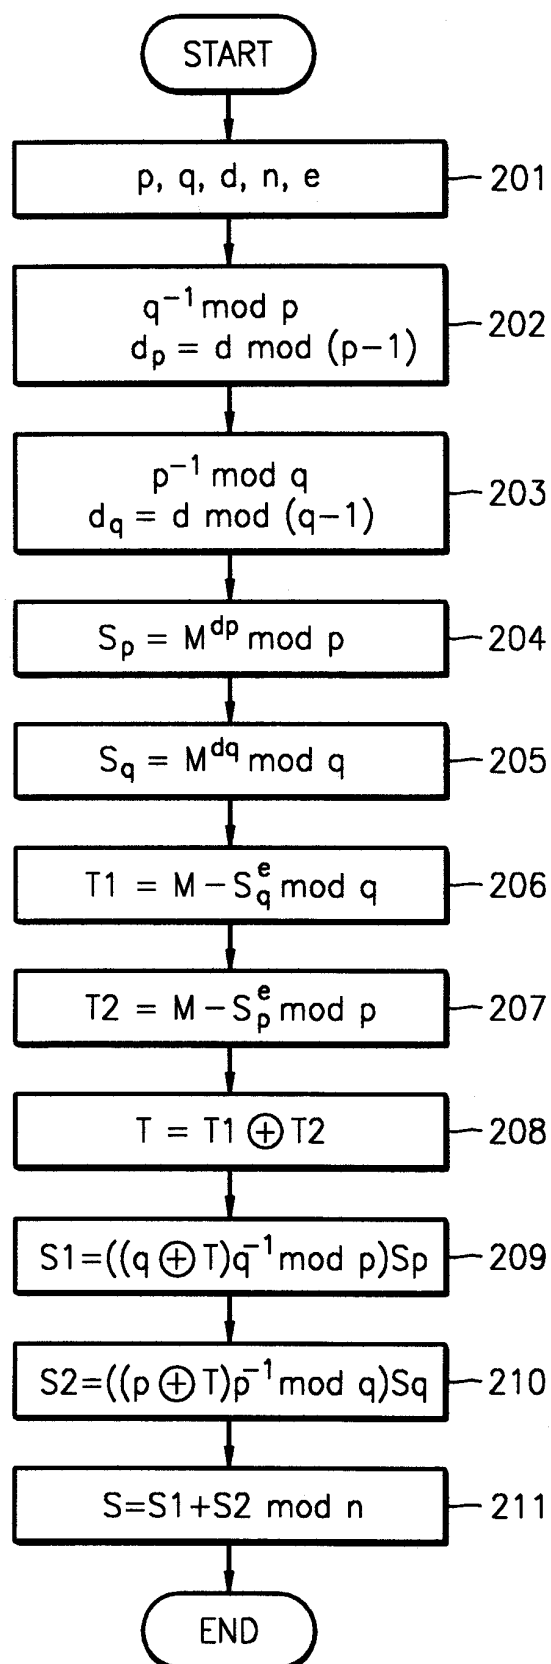 START
p, q, d, n, e
201
q⁻¹ mod p
dₚ = d mod (p−1)
202
p⁻¹ mod q
d_q = d mod (q−1)
203
Sₚ = M^dp mod p
204
S_q = M^dq mod q
205
T1 = M − S_q^e mod q
206
T2 = M − S_p^e mod p
207
T = T1 ⊕ T2
208
S1=((q ⊕ T)q⁻¹ mod p)Sp
209
S2=((p ⊕ T)p⁻¹ mod q)Sq
210
S=S1+S2 mod n
211
END